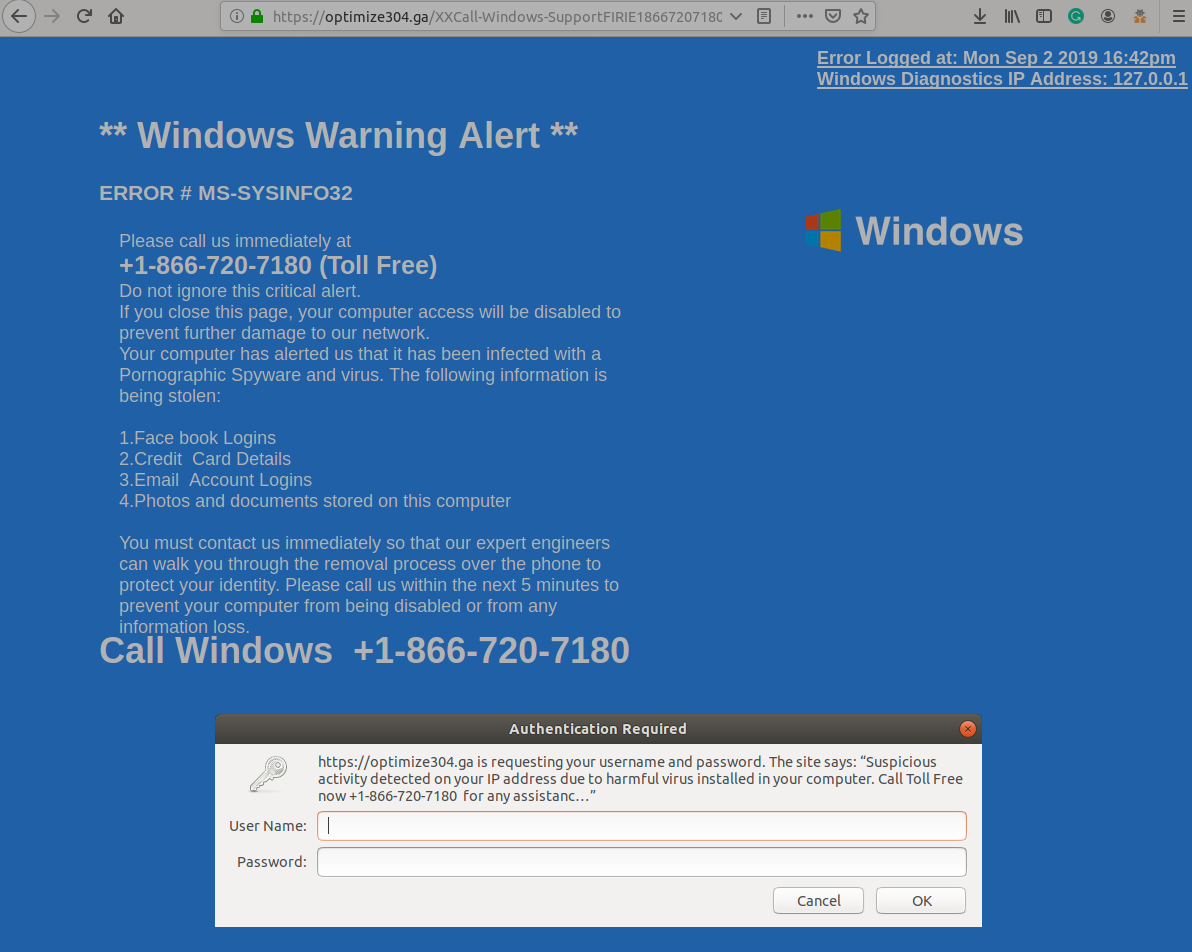 https://optimize304.ga/XXCall-Windows-SupportFIRIE18667207180
Error Logged at: Mon Sep 2 2019 16:42pm
Windows Diagnostics IP Address: 127.0.0.1
** Windows Warning Alert **
ERROR # MS-SYSINFO32
Windows
Please call us immediately at
+1-866-720-7180 (Toll Free)
Do not ignore this critical alert.
If you close this page, your computer access will be disabled to
prevent further damage to our network.
Your computer has alerted us that it has been infected with a
Pornographic Spyware and virus. The following information is
being stolen:
1.Face book Logins
2.Credit  Card Details
3.Email  Account Logins
4.Photos and documents stored on this computer
You must contact us immediately so that our expert engineers
can walk you through the removal process over the phone to
protect your identity. Please call us within the next 5 minutes to
prevent your computer from being disabled or from any
information loss.
Call Windows  +1-866-720-7180
Authentication Required
https://optimize304.ga is requesting your username and password. The site says: “Suspicious
activity detected on your IP address due to harmful virus installed in your computer. Call Toll Free
now +1-866-720-7180  for any assistanc…”
User Name:
Password:
Cancel
OK